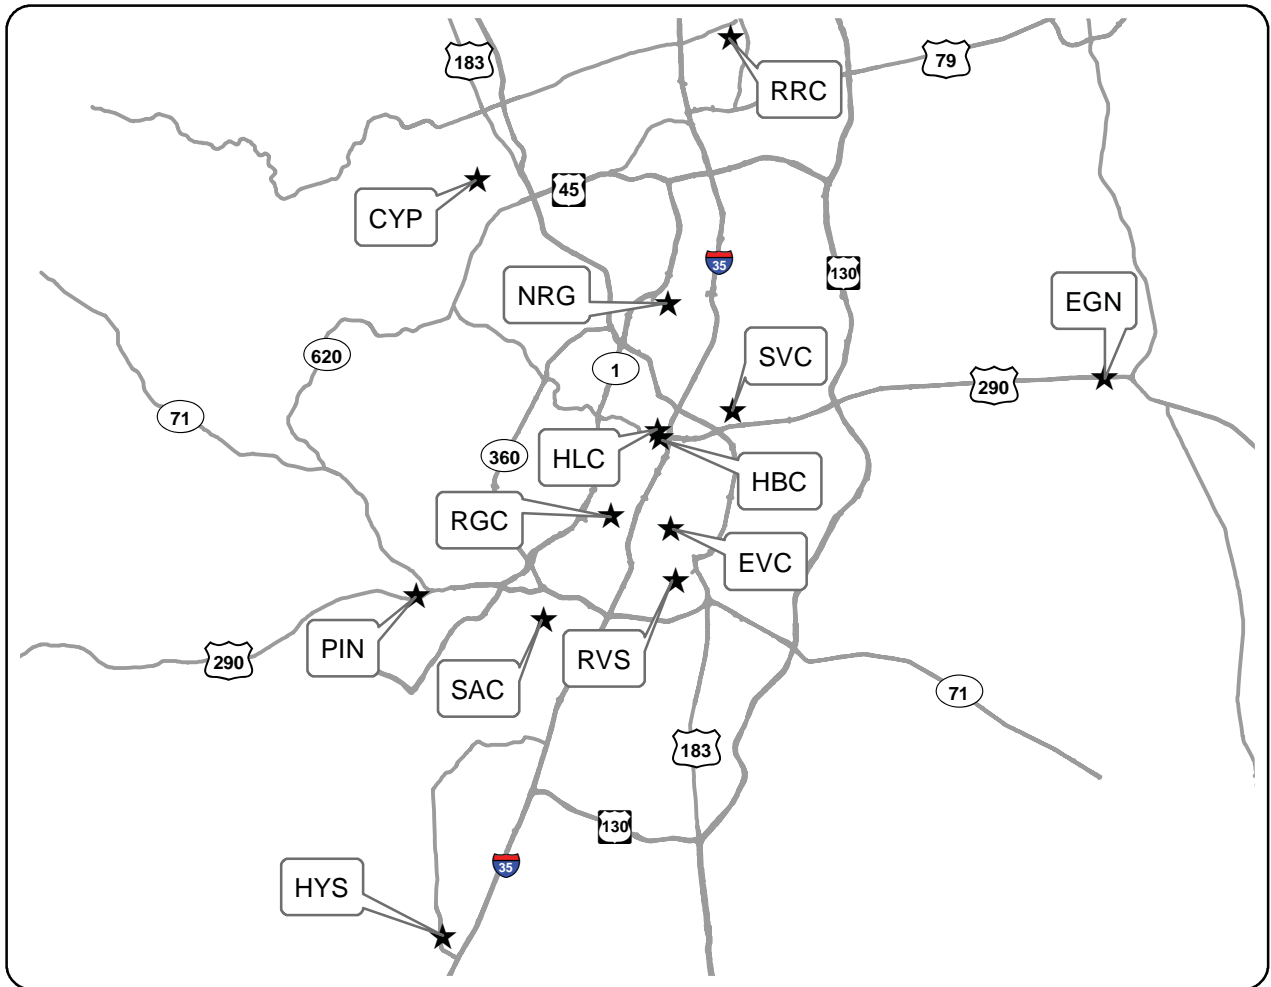 183
79
RRC
45
CYP
35
130
NRG
EGN
SVC
620
1
290
71
360
HLC
HBC
RGC
EVC
PIN
290
RVS
SAC
71
183
130
35
HYS